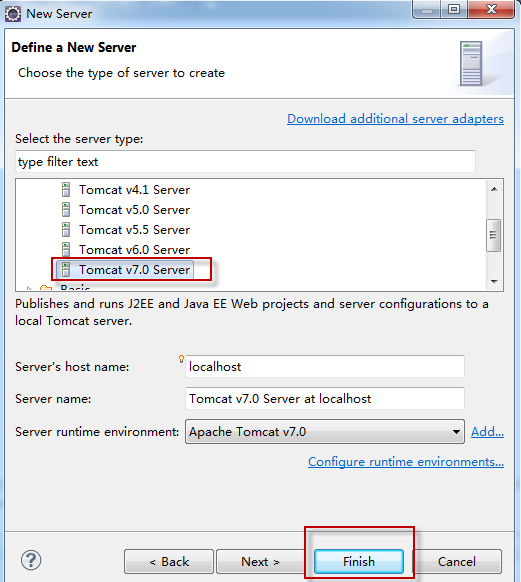 New Server
Define a New Server
Choose the type of server to create
Download additional server adapters
Select the server type:
type filter text
Tomcat v4.1 Server
Tomcat v5.0 Server
Tomcat v5.5 Server
Tomcat v6.0 Server
Tomcat v7.0 Server
Basic
Publishes and runs J2EE and Java EE Web projects and server configurations to a
local Tomcat server.
Server's host name: localhost
Server name: Tomcat v7.0 Server at localhost
Server runtime environment: Apache Tomcat v7.0 Add...
Configure runtime environments...
? < Back Next > Finish Cancel